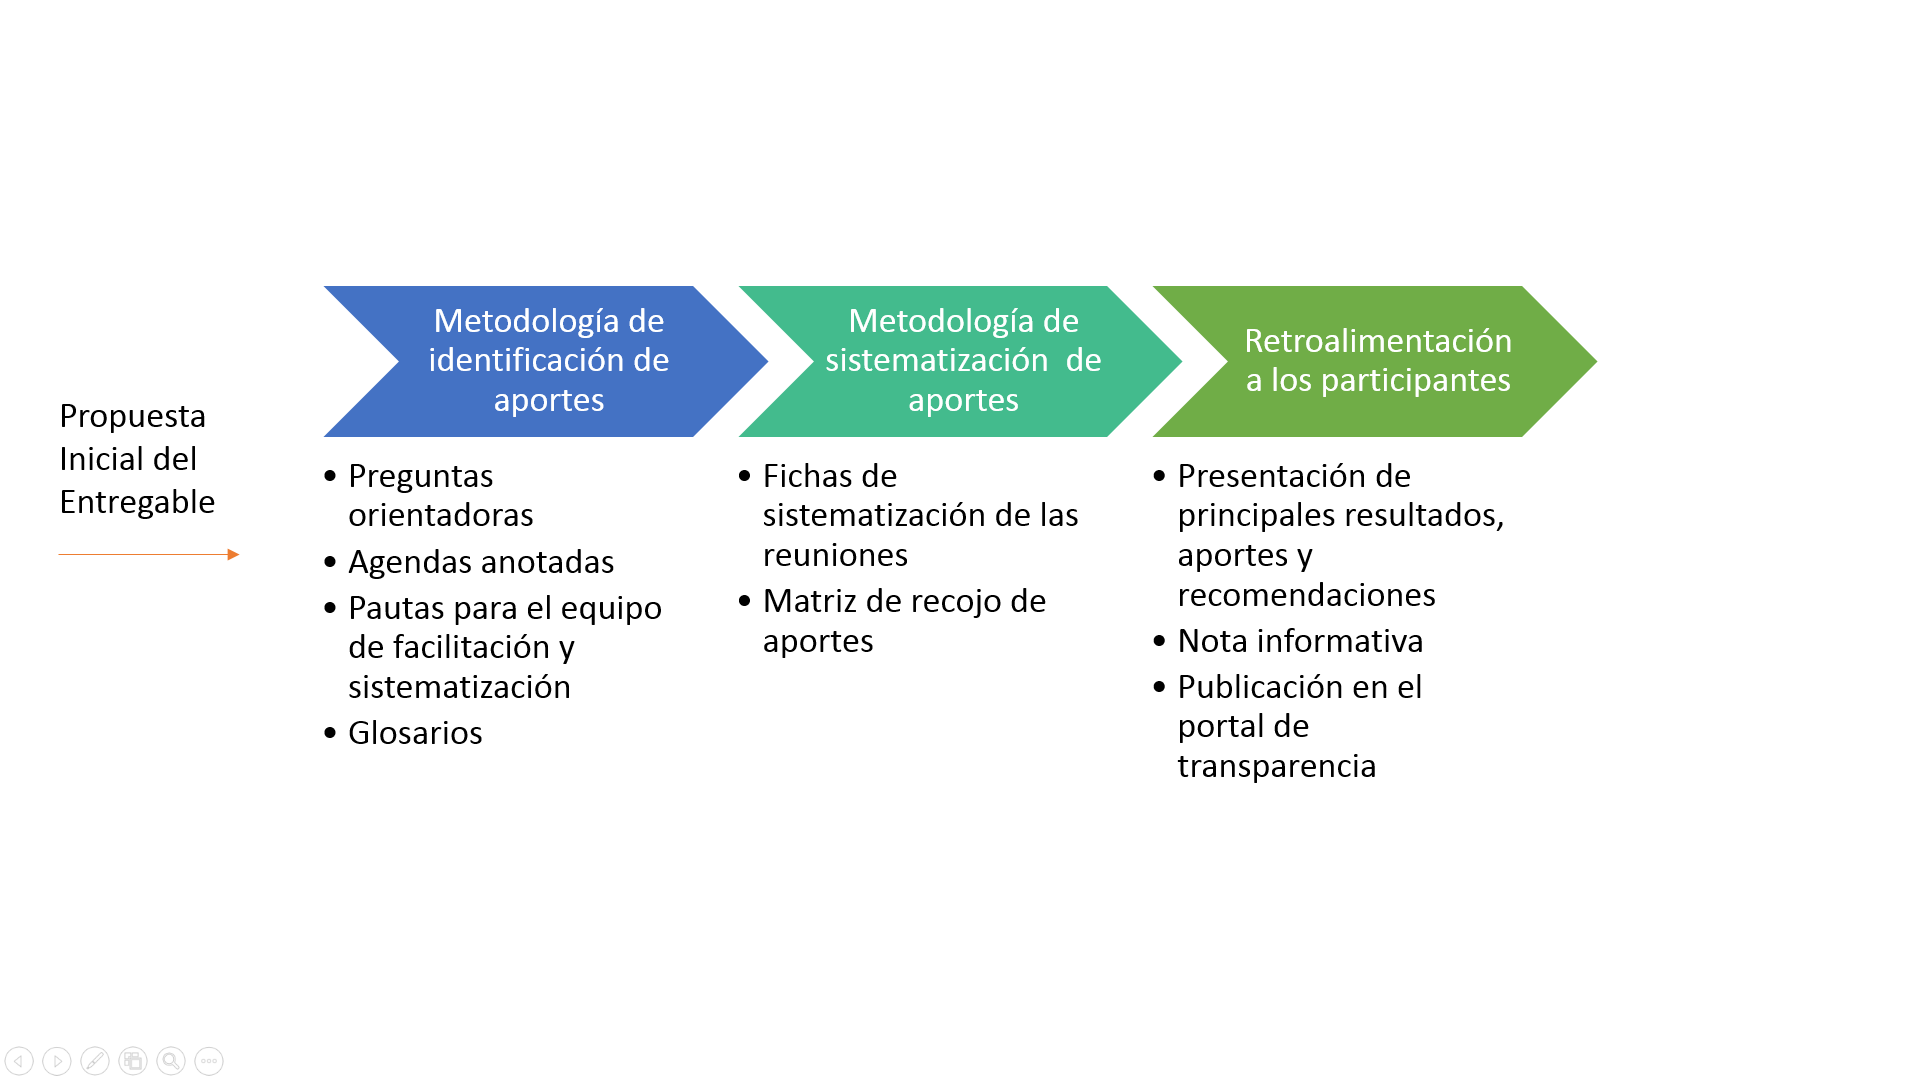 Propuesta
Inicial del
Entregable
Metodología de
identificación de
aportes
• Preguntas
orientadoras
• Agendas anotadas
• Pautas para el equipo
de facilitación y
sistematización
• Glosarios
Metodología de
sistematización  de
aportes
• Fichas de
sistematización de las
reuniones
• Matriz de recojo de
aportes
Retroalimentación
a los participantes
• Presentación de
principales resultados,
aportes y
recomendaciones
• Nota informativa
• Publicación en el
portal de
transparencia